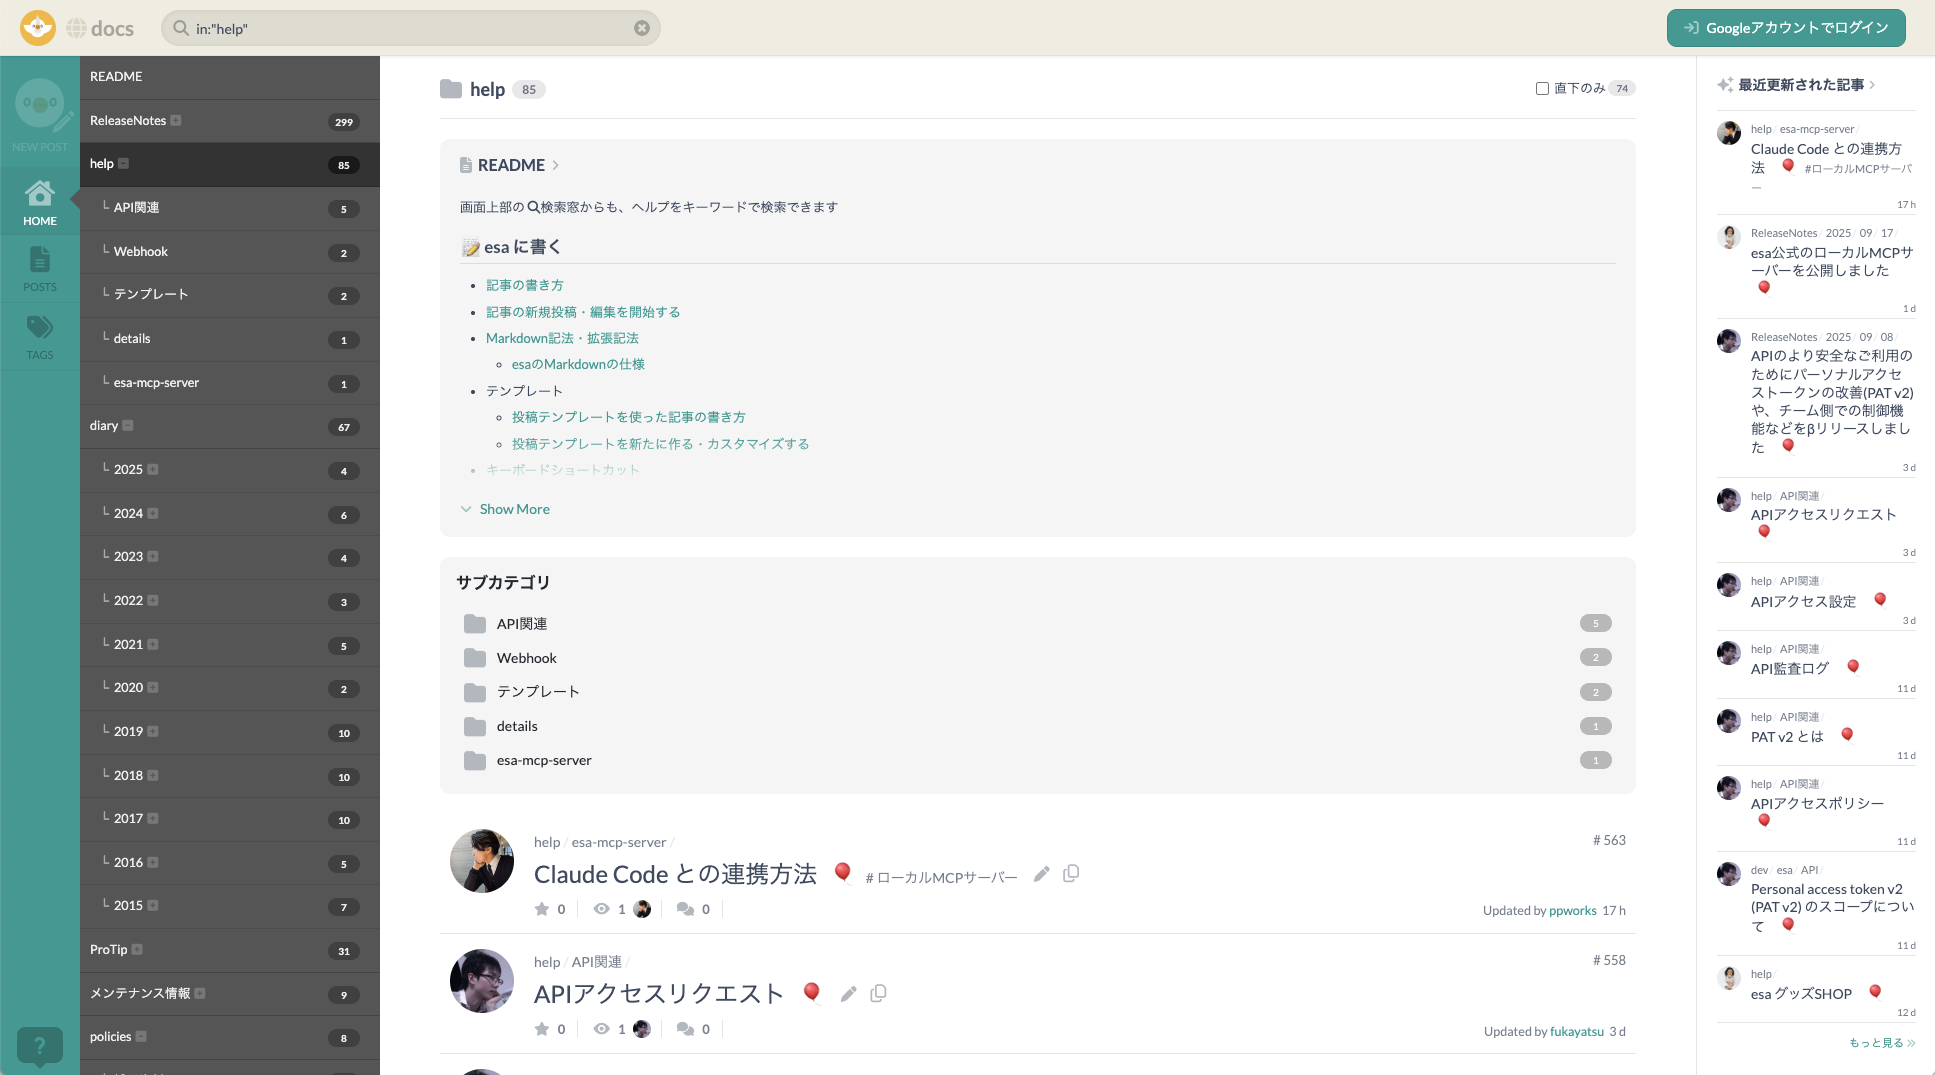 docs
in:"help"
Googleアカウントでログイン
NEW POST
HOME
POSTS
TAGS
README
ReleaseNotes 299
help 85
API関連 5
Webhook 2
テンプレート 2
details 1
esa-mcp-server 1
diary 67
2025 4
2024 6
2023 4
2022 3
2021 5
2020 2
2019 10
2018 10
2017 10
2016 5
2015 7
ProTip 31
メンテナンス情報 9
policies 8
help 85
直下のみ 74
README
画面上部の検索窓からも、ヘルプをキーワードで検索できます
esa に書く
記事の書き方
記事の新規投稿・編集を開始する
Markdown記法・拡張記法
esaのMarkdownの仕様
テンプレート
投稿テンプレートを使った記事の書き方
投稿テンプレートを新たに作る・カスタマイズする
キーボードショートカット
Show More
サブカテゴリ
API関連 5
Webhook 2
テンプレート 2
details 1
esa-mcp-server 1
help / esa-mcp-server /
# 563
Claude Code との連携方法 # ローカルMCPサーバー
0 1 0
Updated by ppworks 17 h
help / API関連 /
# 558
APIアクセスリクエスト
0 1 0
Updated by fukayatsu 3 d
最近更新された記事
help / esa-mcp-server /
Claude Code との連携方
法 #ローカルMCPサーバ
ー
17 h
ReleaseNotes / 2025 / 09 / 17 /
esa公式のローカルMCPサ
ーバーを公開しました
1 d
ReleaseNotes / 2025 / 09 / 08 /
APIのより安全なご利用の
ためにパーソナルアクセ
ストークンの改善(PAT v2)
や、チーム側での制御機
能などをβリリースしまし
た
3 d
help / API関連 /
APIアクセスリクエスト
3 d
help / API関連 /
APIアクセス設定
3 d
help / API関連 /
API監査ログ
11 d
help / API関連 /
PAT v2 とは
11 d
help / API関連 /
APIアクセスポリシー
11 d
dev / esa / API /
Personal access token v2
(PAT v2) のスコープについ
て
11 d
help /
esa グッズSHOP
12 d
もっと見る